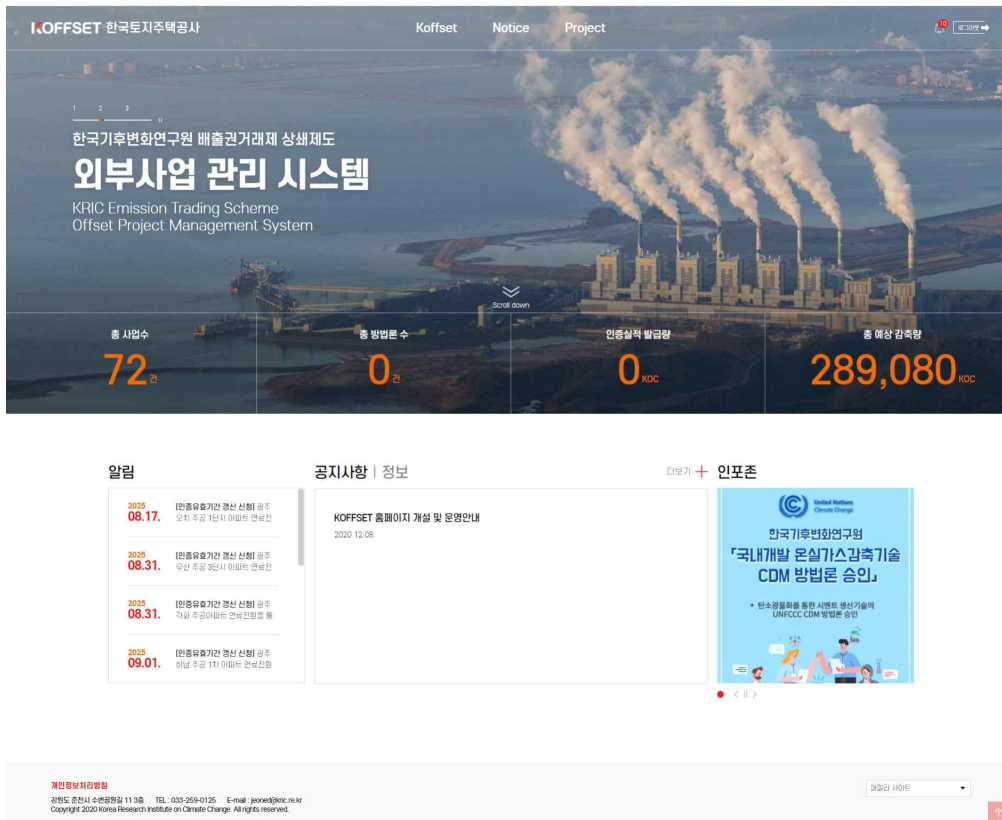 KOFFSET 한국토지주택공사
Koffset
Notice
Project
10
로그아웃
1 2 3
한국기후변화연구원 배출권거래제 상쇄제도
외부사업 관리 시스템
KRIC Emission Trading Scheme
Offset Project Management System
Scroll down
총 사업수
72 건
총 방법론 수
0 건
인증실적 발급량
0 KOC
총 예상 감축량
289,080 KOC
알림
2025
08.17.
[인증유효기간 갱신 신청] 광주
오치 주공 1단지 아파트 연료전
2025
08.31.
[인증유효기간 갱신 신청] 광주
우산 주공 3단지 아파트 연료전
2025
08.31.
[인증유효기간 갱신 신청] 광주
각화 주공아파트 연료전환을 통
2025
09.01.
[인증유효기간 갱신 신청] 광주
하남 주공 1차 아파트 연료전환
공지사항 | 정보
더보기
KOFFSET 홈페이지 개설 및 운영안내
2020.12.08.
인포존
United Nations
Climate Change
한국기후변화연구원
「국내개발 온실가스감축기술
CDM 방법론 승인」
• 탄소광물화를 통한 시멘트 생산기술의
UNFCCC CDM 방법론 승인
개인정보처리방침
강원도 춘천시 수변공원길 11 3층 TEL : 033-259-0125 E-mail : jeoned@kric.re.kr
Copyright 2020 Korea Research Institute on Climate Change. All rights reserved.
패밀리 사이트